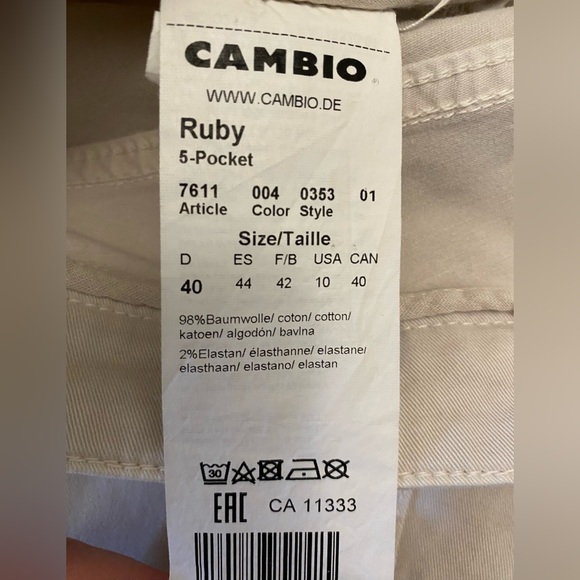 CAMBIO
WWW.CAMBIO.DE
Ruby
5-Pocket
7611 004 0353 01
Article Color Style
Size/Taille
D ES F/B USA CAN
40 44 42 10 40
98%Baumwolle/ coton/ cotton/
katoen/ algodón/ bavlna
2%Elastan/ élasthanne/ elastane/
elasthaan/ elastano/ elastan
30
EAC CA 11333